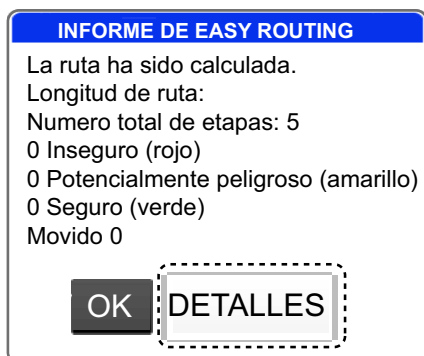 INFORME DE EASY ROUTING
La ruta ha sido calculada.
Longitud de ruta:
Numero total de etapas: 5
0 Inseguro (rojo)
0 Potencialmente peligroso (amarillo)
0 Seguro (verde)
Movido 0
OK DETALLES